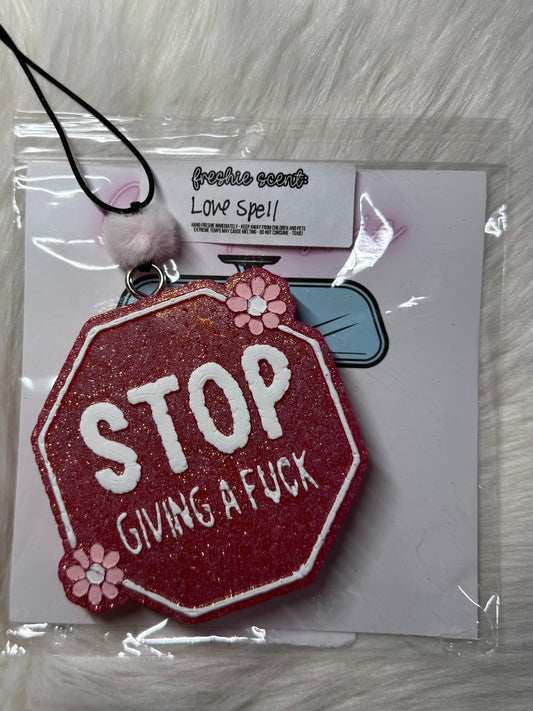 freshie scent:
Love Spell
HANG FRESHIE IMMEDIATELY - KEEP AWAY FROM CHILDREN AND PETS
EXTREME TEMPS MAY CAUSE MELTING - DO NOT CONSUME - TOXIC!
STOP
GIVING A FUCK